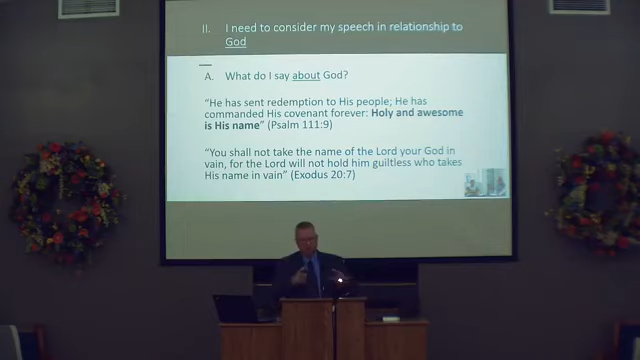 II. I need to consider my speech in relationship to
God
A. What do I say about God?
“He has sent redemption to His people; He has
commanded His covenant forever: Holy and awesome
is His name” (Psalm 111:9)
“You shall not take the name of the Lord your God in
vain, for the Lord will not hold him guiltless who takes
His name in vain” (Exodus 20:7)